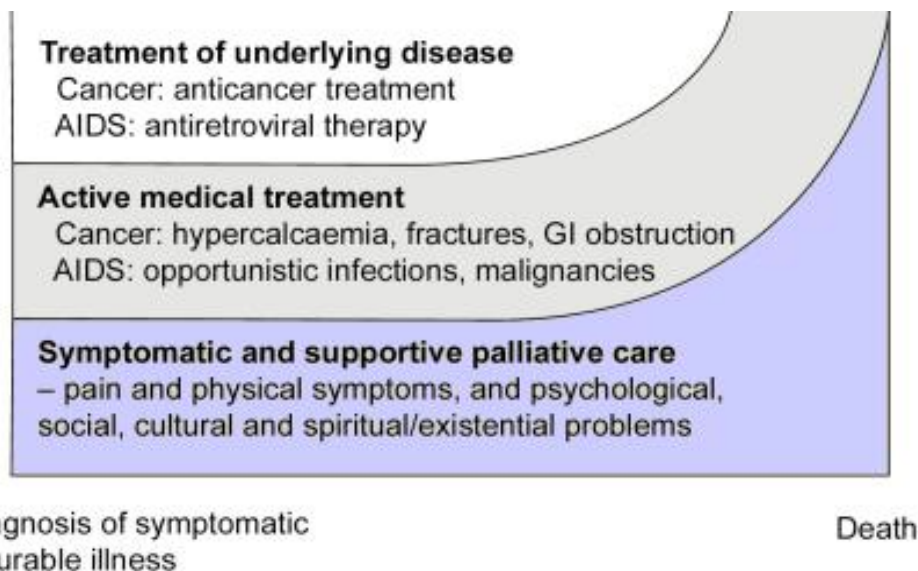 Treatment of underlying disease
Cancer: anticancer treatment
AIDS: antiretroviral therapy
Active medical treatment
Cancer: hypercalcaemia, fractures, GI obstruction
AIDS: opportunistic infections, malignancies
Symptomatic and supportive palliative care
– pain and physical symptoms, and psychological,
social, cultural and spiritual/existential problems
of symptomatic
Death
illness